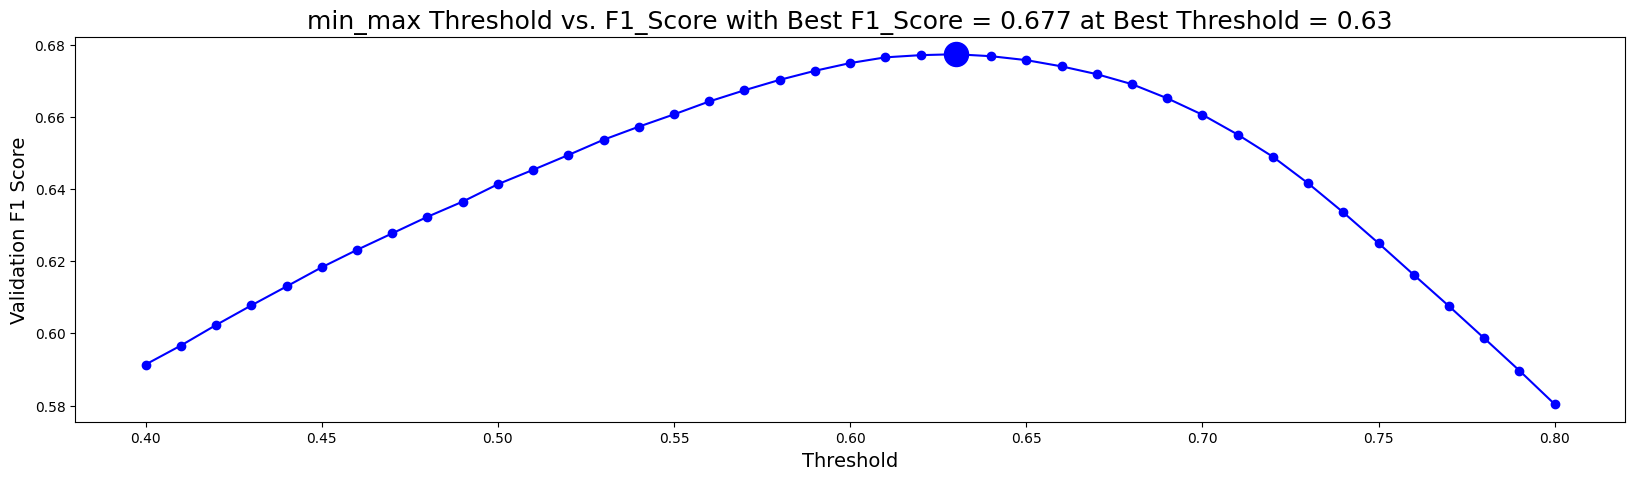 min_max Threshold vs. F1_Score with Best F1_Score = 0.677 at Best Threshold = 0.63
Validation F1 Score
0.68
0.66
0.64
0.62
0.60
0.58
0.40 0.45 0.50 0.55 0.60 0.65 0.70 0.75 0.80
Threshold